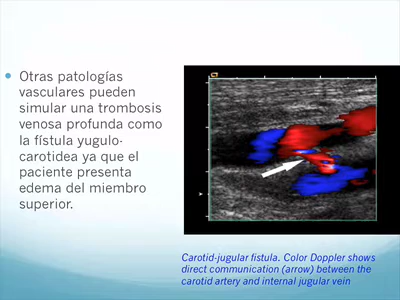 Otras patologías
vasculares pueden
simular una trombosis
venosa profunda como
la fístula yugulo-
carotidea ya que el
paciente presenta
edema del miembro
superior.
Carotid-jugular fistula. Color Doppler shows
direct communication (arrow) between the
carotid artery and internal jugular vein